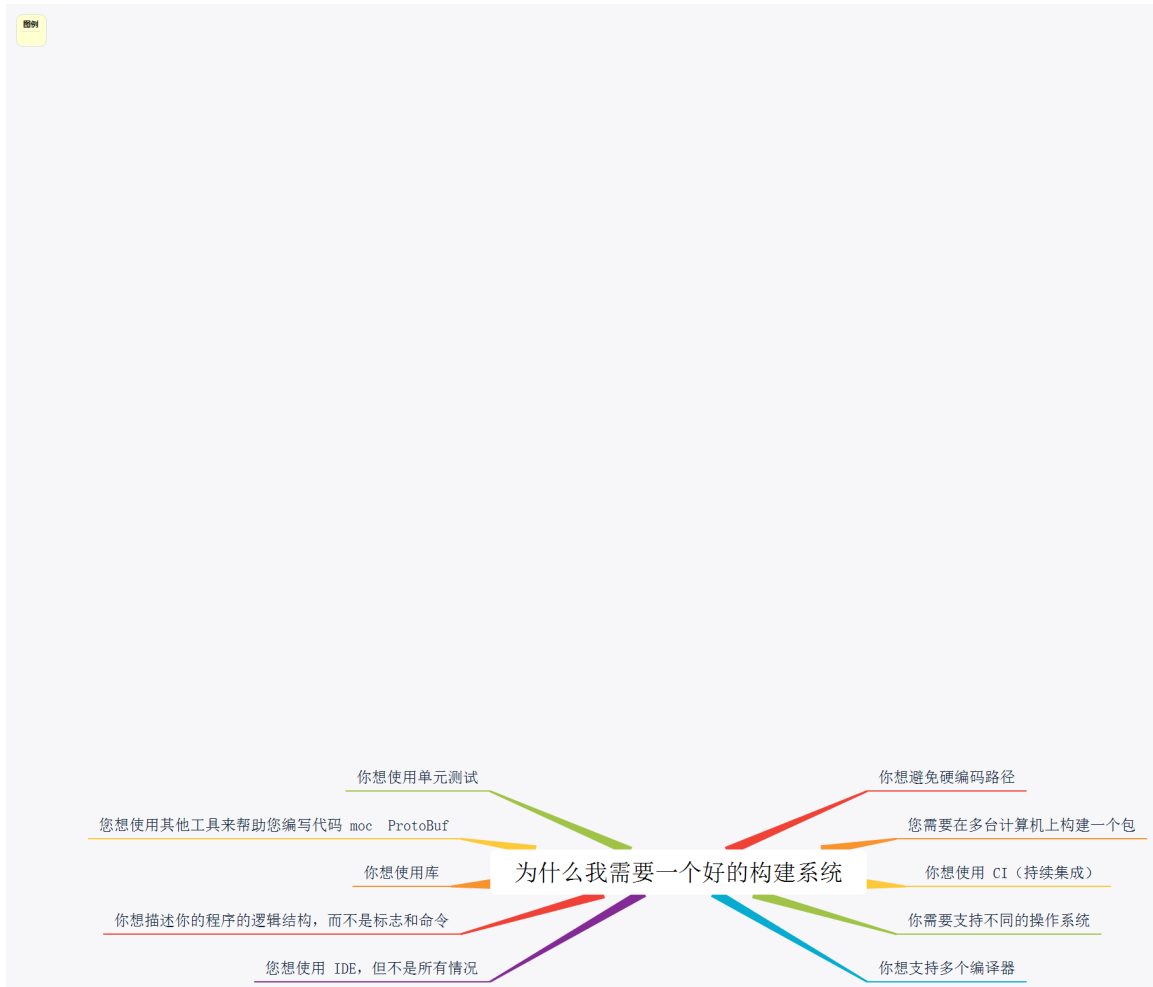 图例
你想使用单元测试
你想避免硬编码路径
您想使用其他工具来帮助您编写代码 moc  ProtoBuf
您需要在多台计算机上构建一个包
你想使用库
为什么我需要一个好的构建系统
你想使用 CI（持续集成）
你想描述你的程序的逻辑结构，而不是标志和命令
你需要支持不同的操作系统
您想使用 IDE，但不是所有情况
你想支持多个编译器